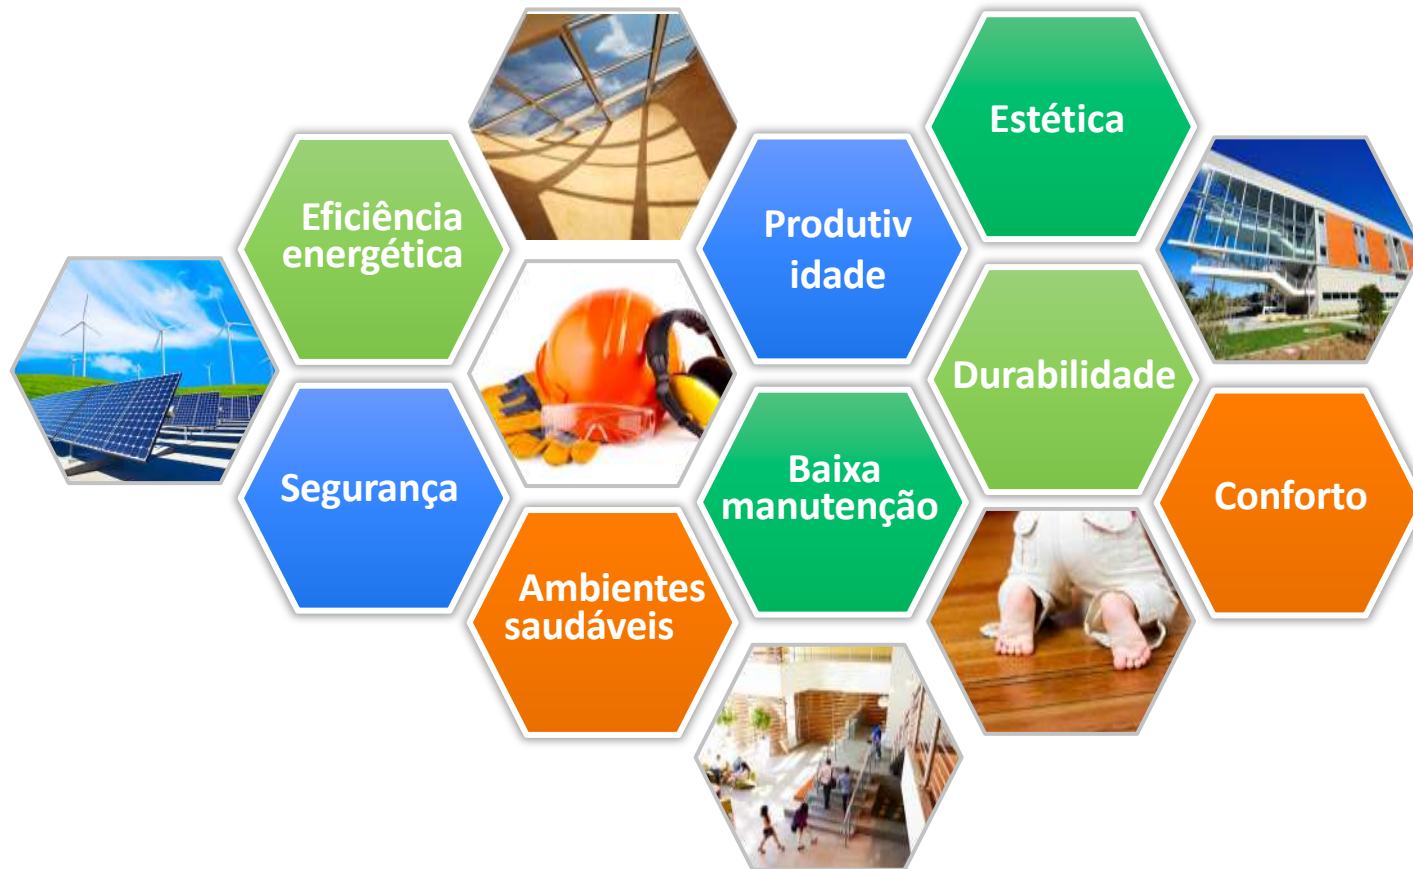 Estética
Eficiência
energética
Produtiv
idade
Durabilidade
Segurança
Baixa
manutenção
Conforto
Ambientes
saudáveis